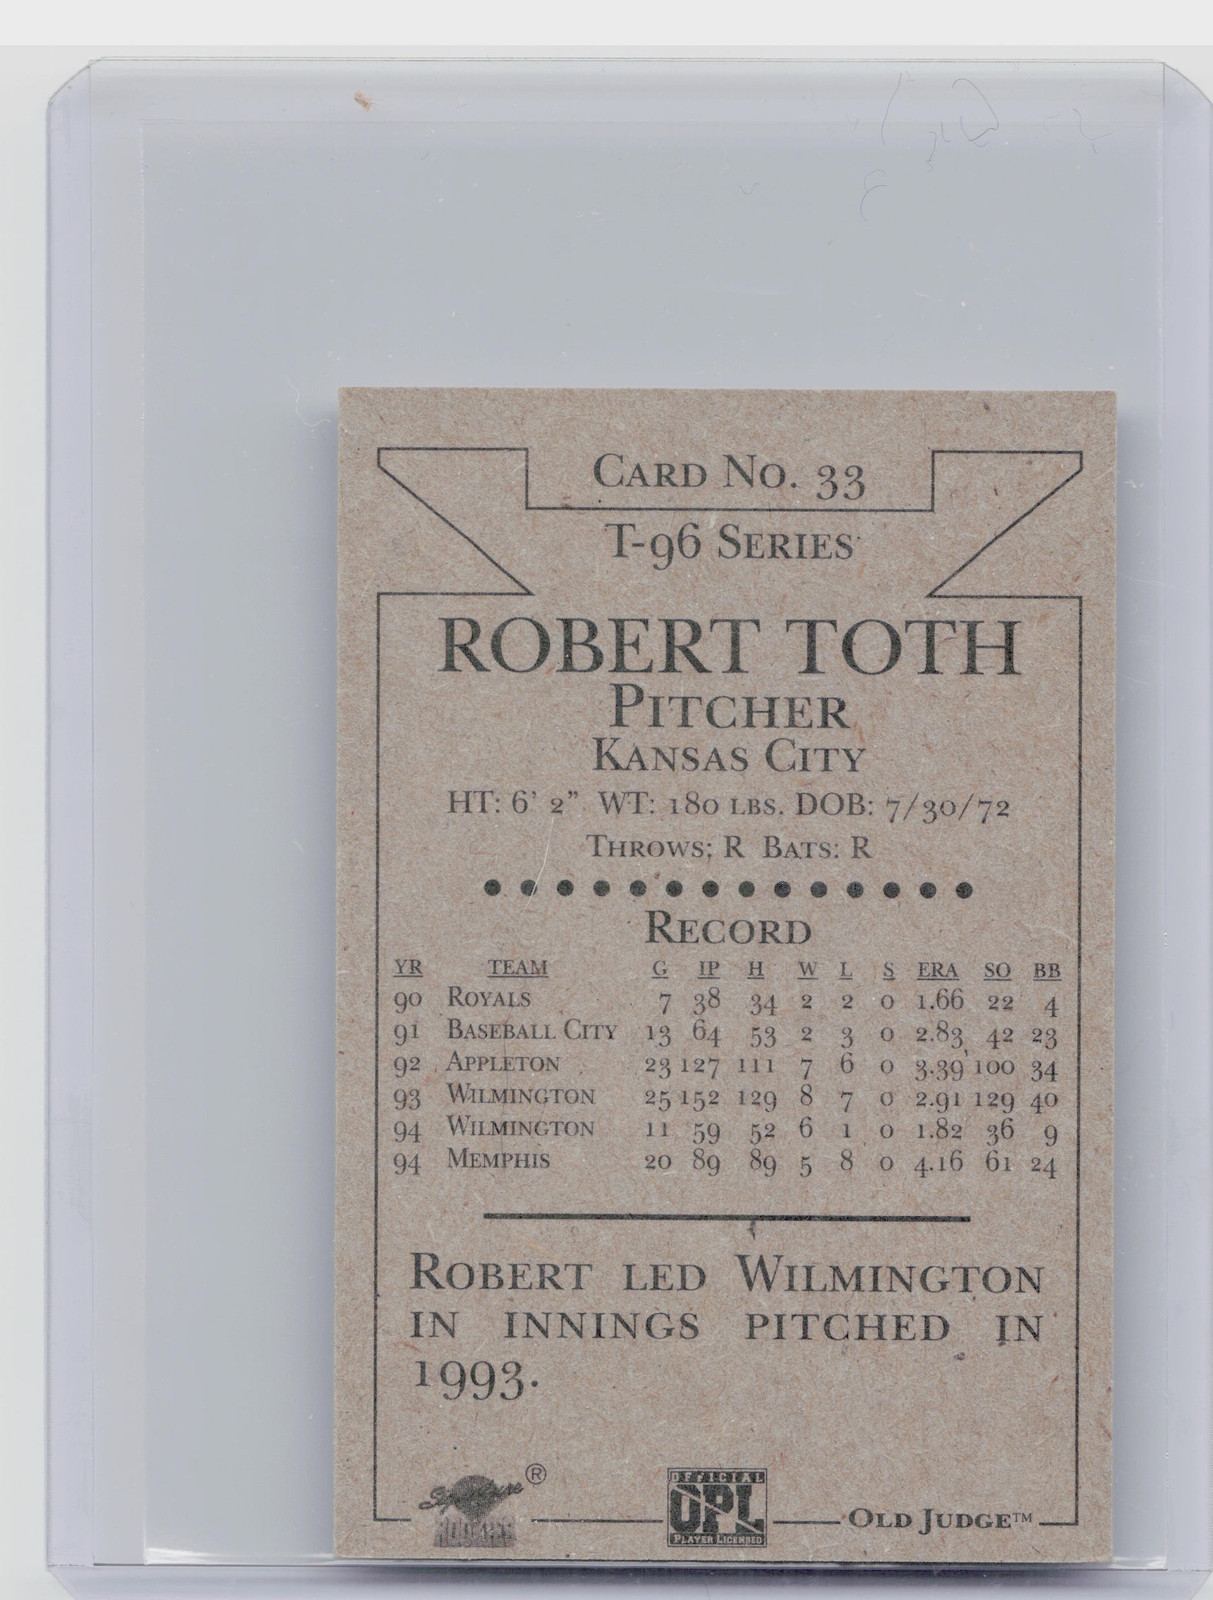 Card No. 33
T-96 Series
ROBERT TOTH
Pitcher
Kansas City
HT: 6' 2" WT: 180 lbs. DOB: 7/30/72
Throws: R Bats: R
Record
YR TEAM G IP H W L S ERA SO BB
90 Royals 7 38 34 2 2 0 1.66 22 4
91 Baseball City 13 64 53 2 3 0 2.83 42 23
92 Appleton 23 127 111 7 6 0 3.39 100 34
93 Wilmington 25 152 129 8 7 0 2.91 129 40
94 Wilmington 11 59 52 6 1 0 1.82 36 9
94 Memphis 20 89 89 5 8 0 4.16 61 24
Robert led Wilmington
in innings pitched in
1993.
Signature ®
Rookies
OFFICIAL
OPL
Player Licensed
Old Judge™